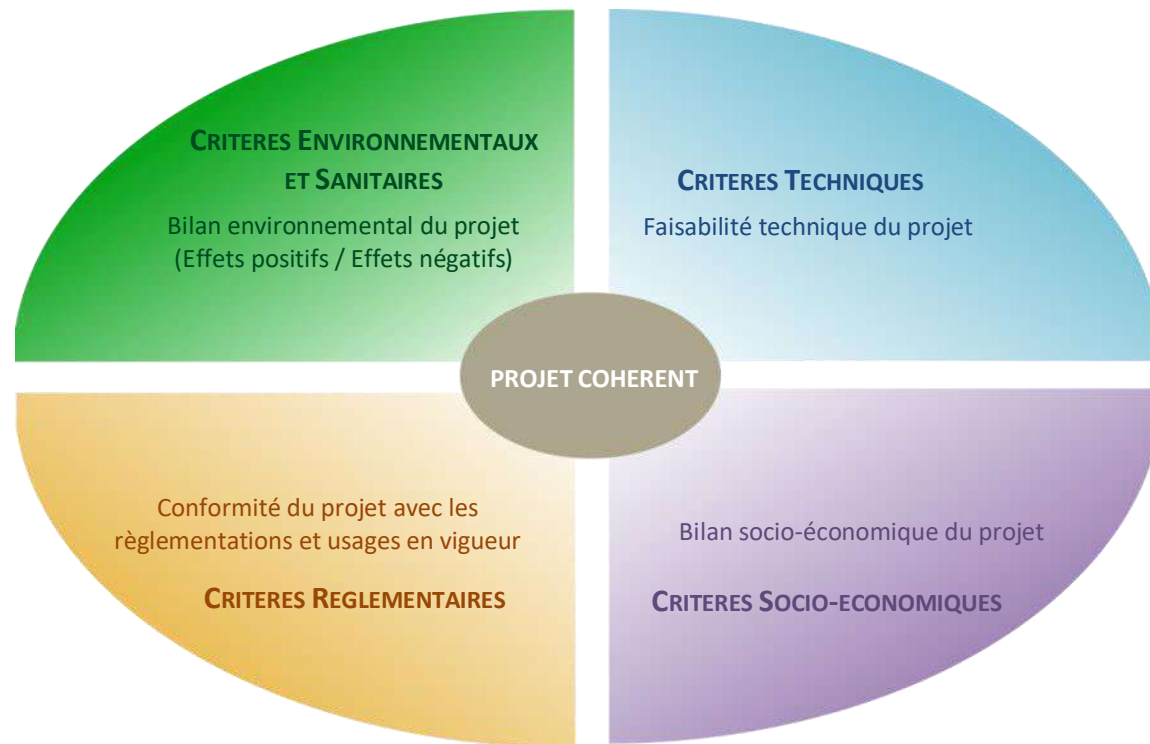 CRITERES ENVIRONNEMENTAUX
ET SANITAIRES
Bilan environnemental du projet
(Effets positifs / Effets négatifs)
CRITERES TECHNIQUES
Faisabilité technique du projet
PROJET COHERENT
Conformité du projet avec les
règlementations et usages en vigueur
CRITERES REGLEMENTAIRES
Bilan socio-économique du projet
CRITERES SOCIO-ECONOMIQUES